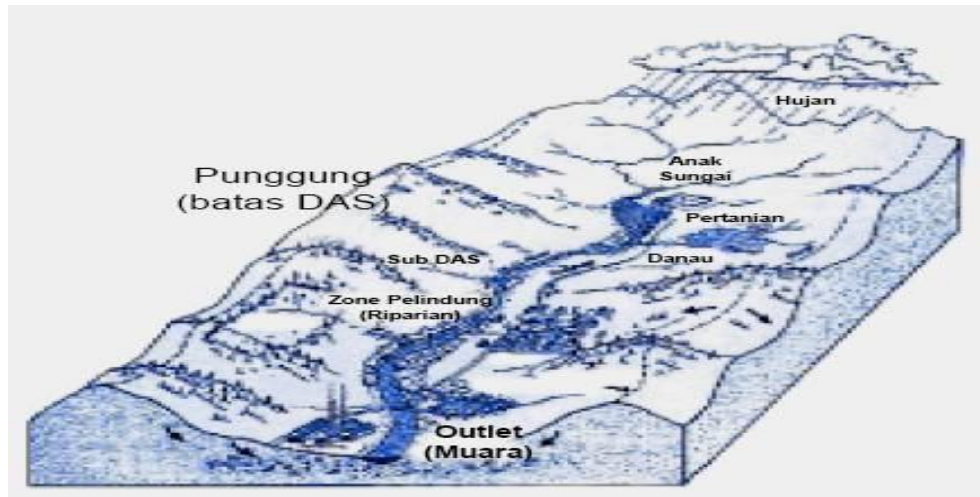 Hujan
Anak
Sungai
Punggung
(batas DAS)
Pertanian
Sub DAS
Danau
Zone Pelindung
(Riparian)
Outlet
(Muara)